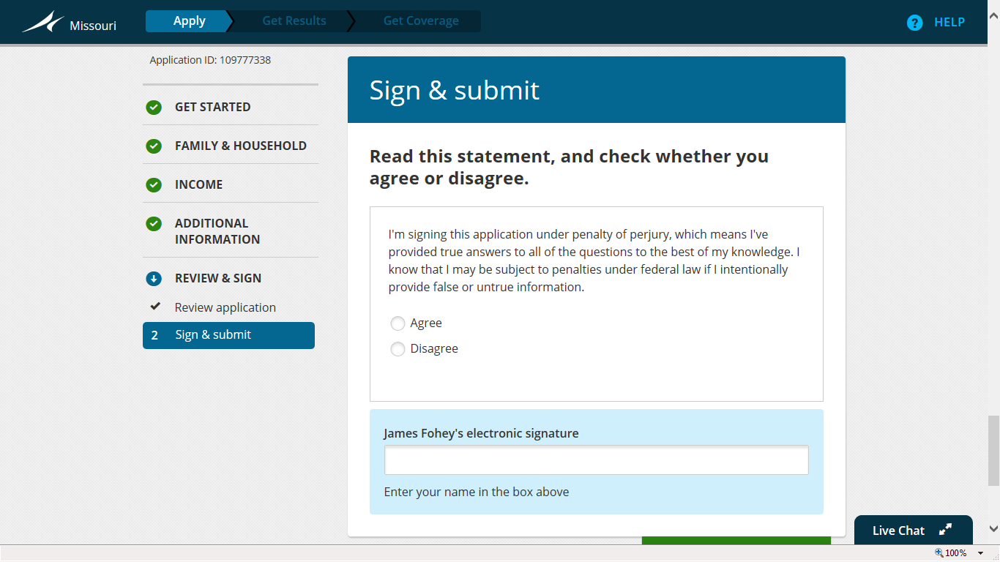 Missouri
Apply
Get Results
Get Coverage
? HELP
Application ID: 109777338
GET STARTED
FAMILY & HOUSEHOLD
INCOME
ADDITIONAL
INFORMATION
REVIEW & SIGN
Review application
2 Sign & submit
Sign & submit
Read this statement, and check whether you
agree or disagree.
I'm signing this application under penalty of perjury, which means I've
provided true answers to all of the questions to the best of my knowledge. I
know that I may be subject to penalties under federal law if I intentionally
provide false or untrue information.
Agree
Disagree
James Fohey's electronic signature
Enter your name in the box above
Live Chat
100%